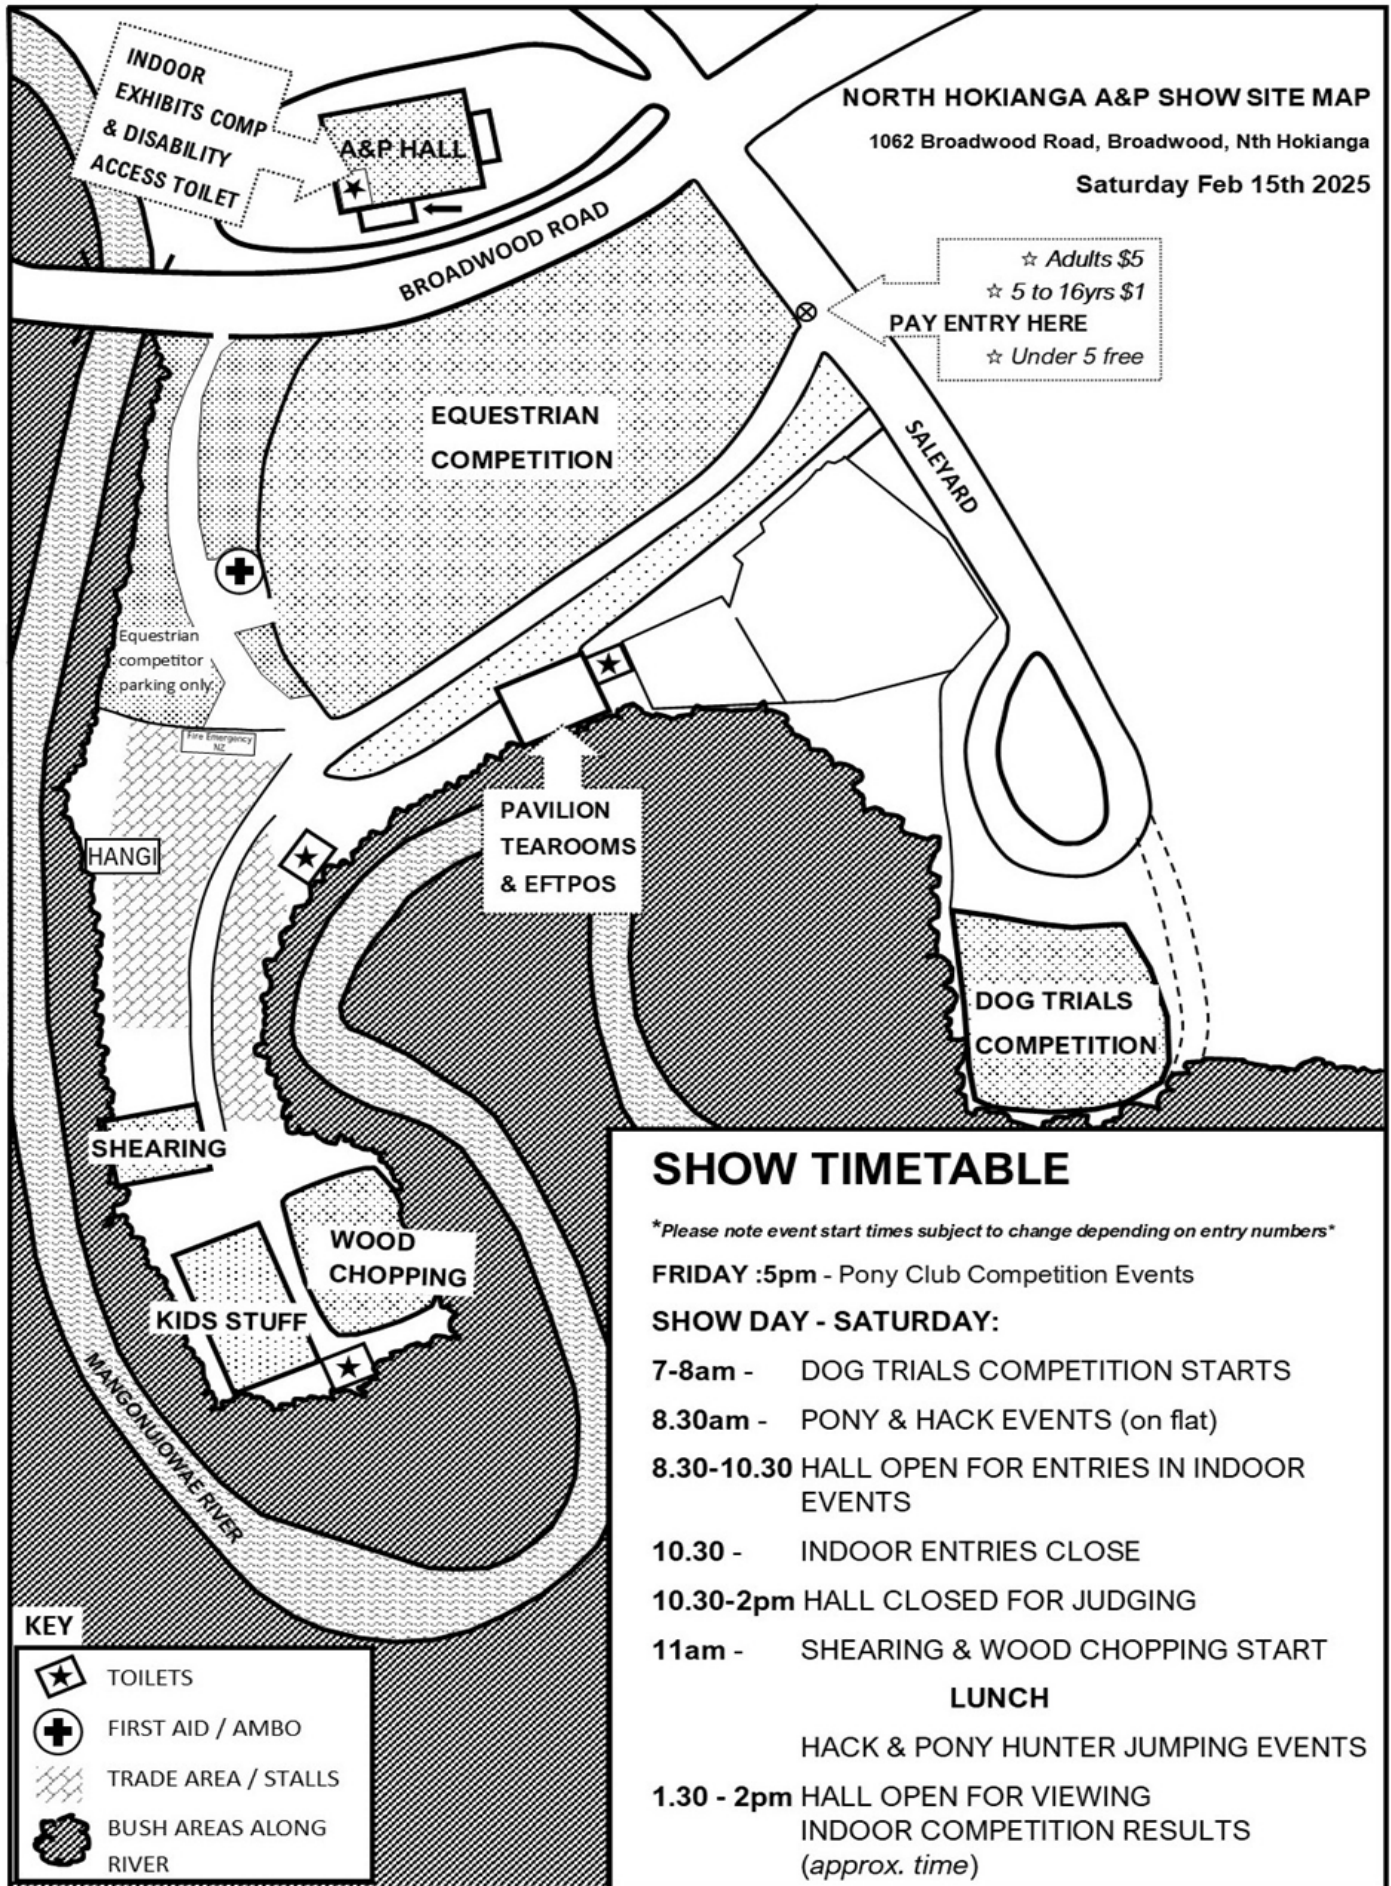 INDOOR
EXHIBITS COMP
& DISABILITY
ACCESS TOILET
A&P HALL
BROADWOOD ROAD
NORTH HOKIANGA A&P SHOW SITE MAP
1062 Broadwood Road, Broadwood, Nth Hokianga
Saturday Feb 15th 2025
☆ Adults $5
☆ 5 to 16yrs $1
PAY ENTRY HERE
☆ Under 5 free
EQUESTRIAN
COMPETITION
SALEYARD
Equestrian
competitor
parking only.
Fire Emergency
NZ
HANGI
PAVILION
TEAROOMS
& EFTPOS
DOG TRIALS
COMPETITION
SHEARING
WOOD
CHOPPING
KIDS STUFF
MANGONUIOWAE RIVER
KEY
TOILETS
FIRST AID / AMBO
TRADE AREA / STALLS
BUSH AREAS ALONG
RIVER
SHOW TIMETABLE
*Please note event start times subject to change depending on entry numbers*
FRIDAY :5pm - Pony Club Competition Events
SHOW DAY - SATURDAY:
7-8am - DOG TRIALS COMPETITION STARTS
8.30am - PONY & HACK EVENTS (on flat)
8.30-10.30 HALL OPEN FOR ENTRIES IN INDOOR
EVENTS
10.30 - INDOOR ENTRIES CLOSE
10.30-2pm HALL CLOSED FOR JUDGING
11am - SHEARING & WOOD CHOPPING START
LUNCH
HACK & PONY HUNTER JUMPING EVENTS
1.30 - 2pm HALL OPEN FOR VIEWING
INDOOR COMPETITION RESULTS
(approx. time)